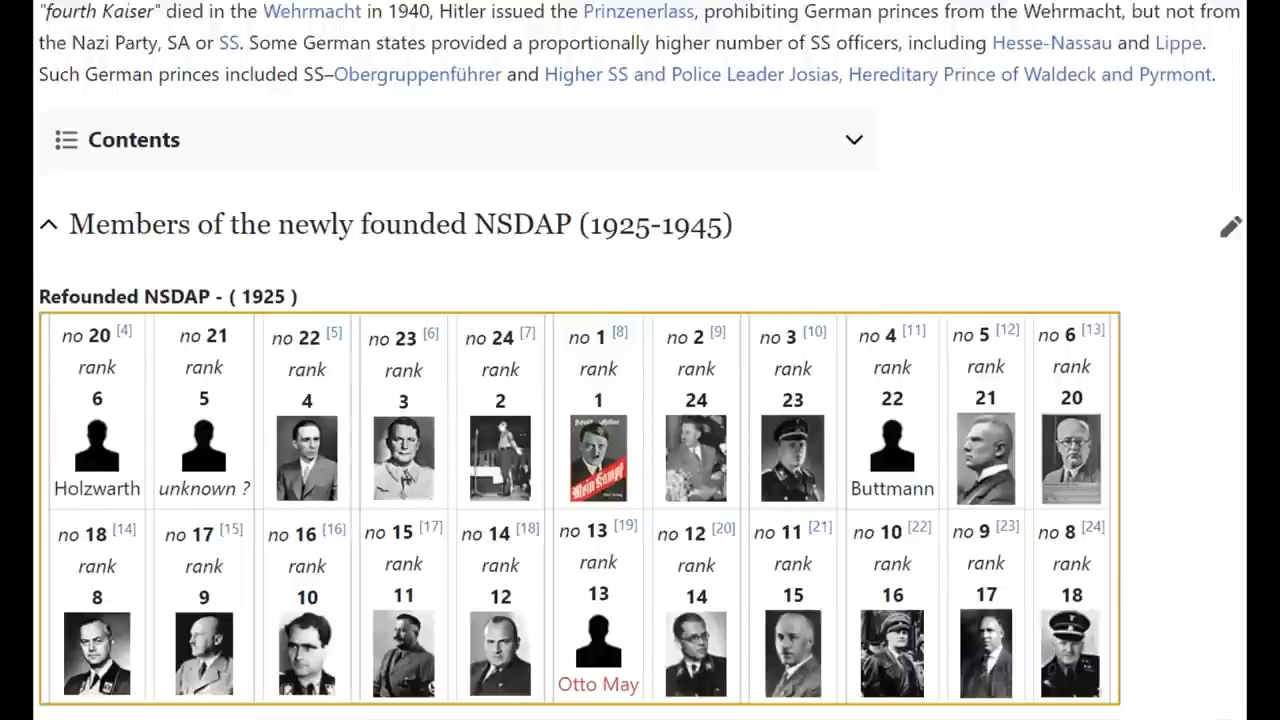 "fourth Kaiser" died in the Wehrmacht in 1940, Hitler issued the Prinzenerlass, prohibiting German princes from the Wehrmacht, but not from
the Nazi Party, SA or SS. Some German states provided a proportionally higher number of SS officers, including Hesse-Nassau and Lippe.
Such German princes included SS–Obergruppenführer and Higher SS and Police Leader Josias, Hereditary Prince of Waldeck and Pyrmont.
Contents
Members of the newly founded NSDAP (1925-1945)
Refounded NSDAP - ( 1925 )
no 20 [4] no 21 no 22 [5] no 23 [6] no 24 [7] no 1 [8] no 2 [9] no 3 [10] no 4 [11] no 5 [12] no 6 [13]
rank rank rank rank rank rank rank rank rank rank rank
6 5 4 3 2 1 24 23 22 21 20
Mein Kampf
Holzwarth unknown ? Buttmann
no 18 [14] no 17 [15] no 16 [16] no 15 [17] no 14 [18] no 13 [19] no 12 [20] no 11 [21] no 10 [22] no 9 [23] no 8 [24]
rank rank rank rank rank rank rank rank rank rank rank
8 9 10 11 12 13 14 15 16 17 18
Otto May